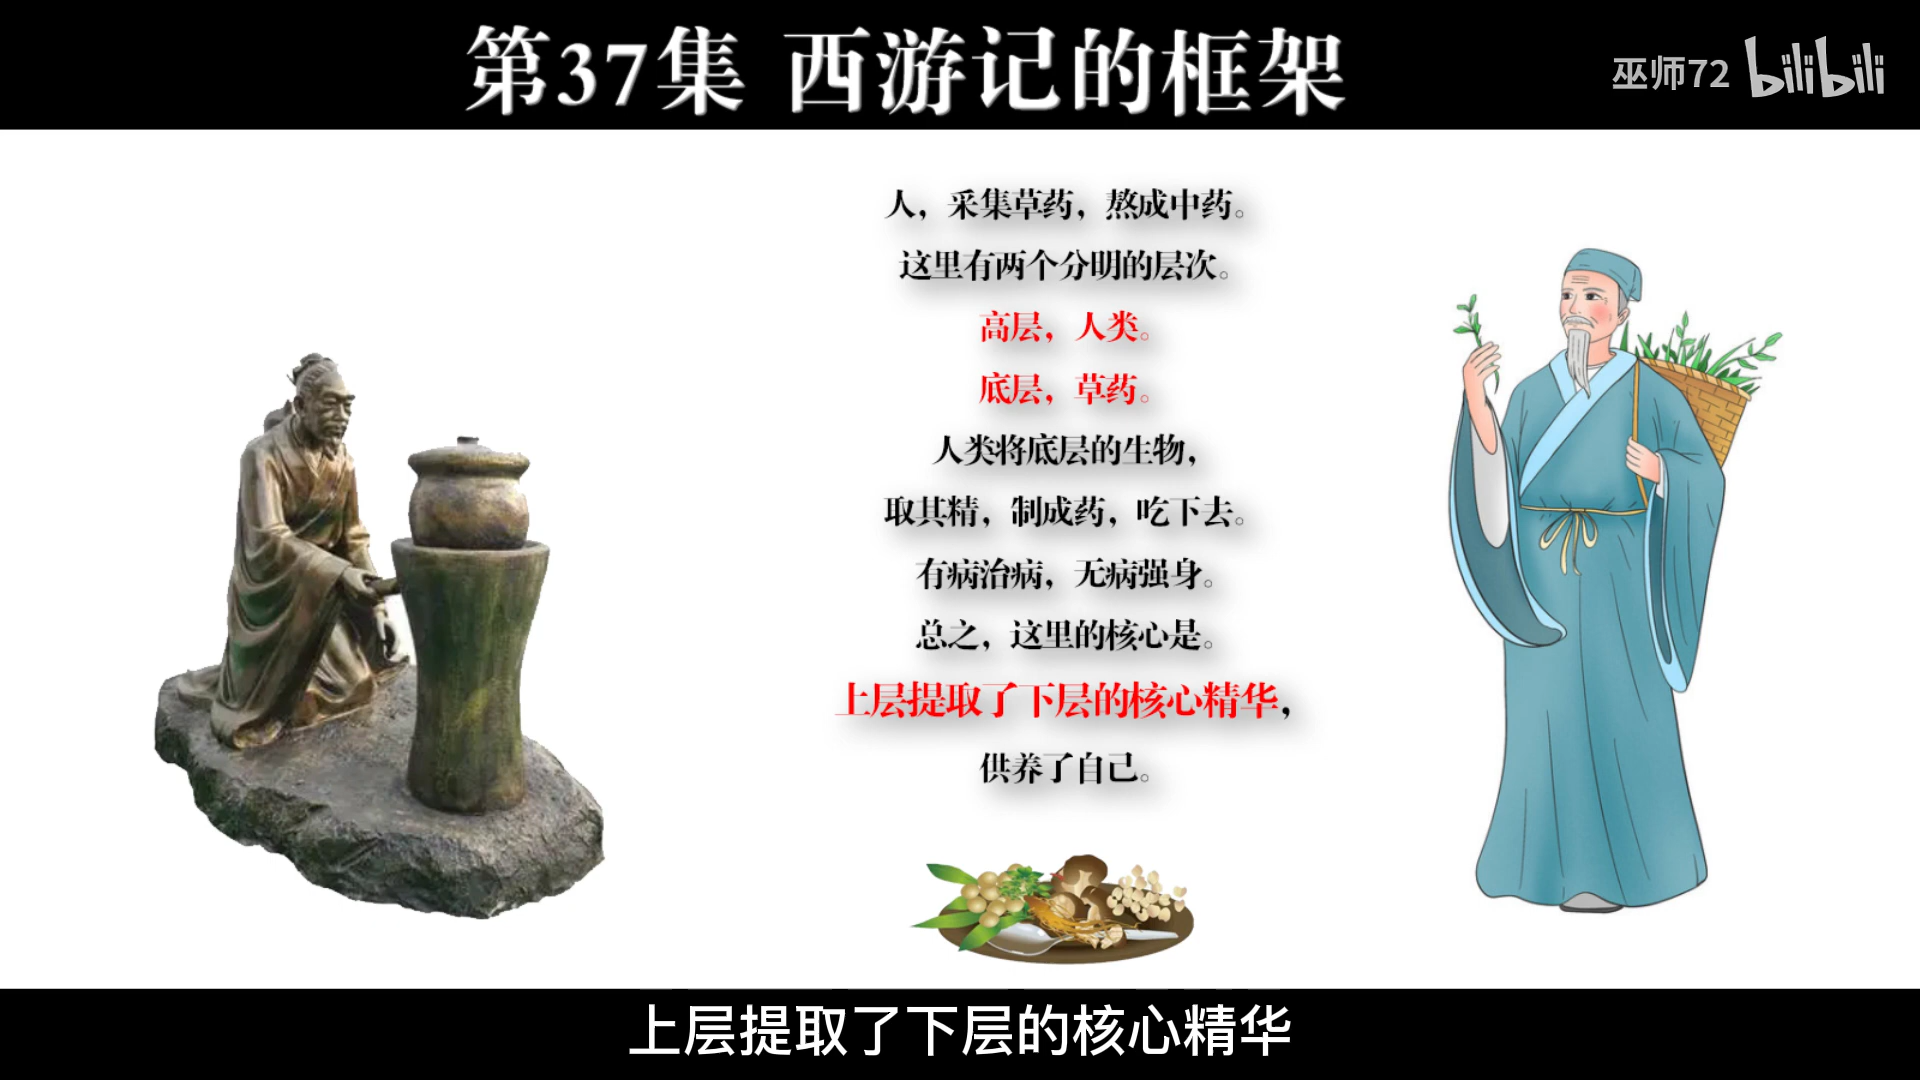 第37集 西游记的框架
巫师72 bilibili
人，采集草药，熬成中药。
这里有两个分明的层次。
高层，人类。
底层，草药。
人类将底层的生物，
取其精，制成药，吃下去。
有病治病，无病强身。
总之，这里的核心是。
上层提取了下层的核心精华，
供养了自己。
上层提取了下层的核心精华